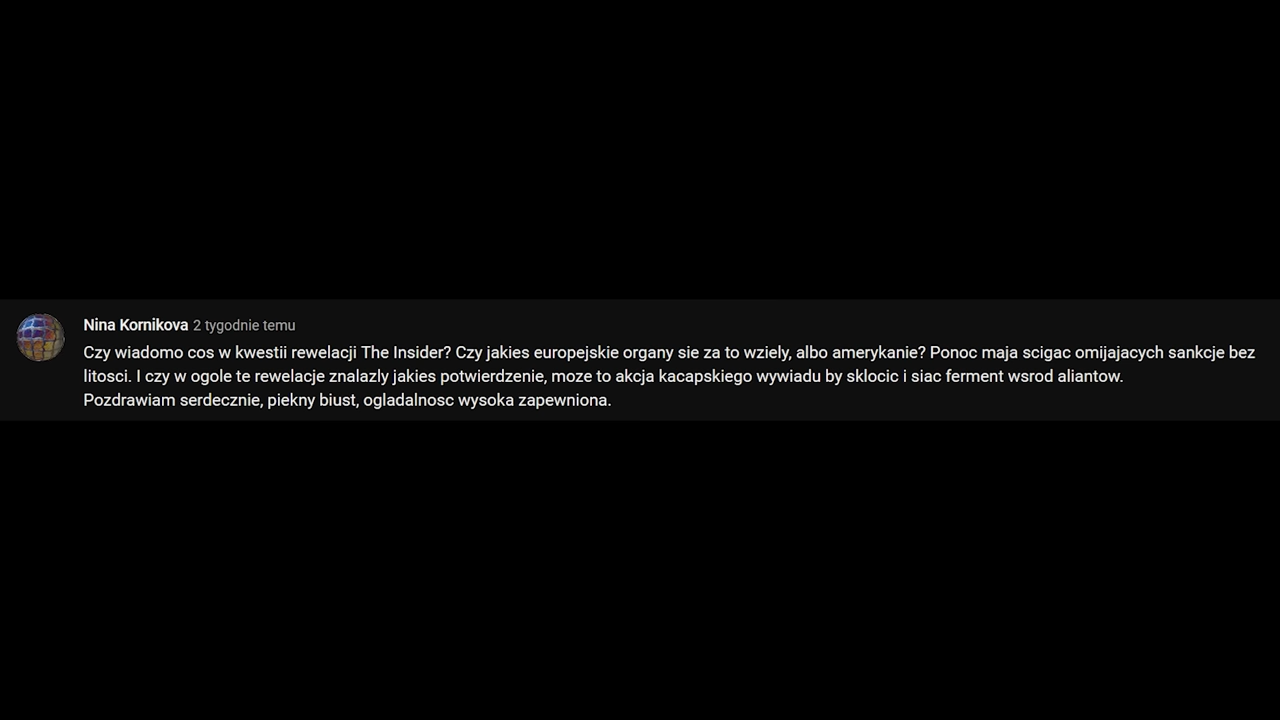 Nina Kornikova 2 tygodnie temu
Czy wiadomo cos w kwestii rewelacji The Insider? Czy jakies europejskie organy sie za to wziely, albo amerykanie? Ponoc maja scigac omijajacych sankcje bez
litosci. I czy w ogole te rewelacje znalazly jakies potwierdzenie, moze to akcja kacapskiego wywiadu by sklocic i siac ferment wsrod aliantow.
Pozdrawiam serdecznie, piekny biust, ogladalnosc wysoka zapewniona.